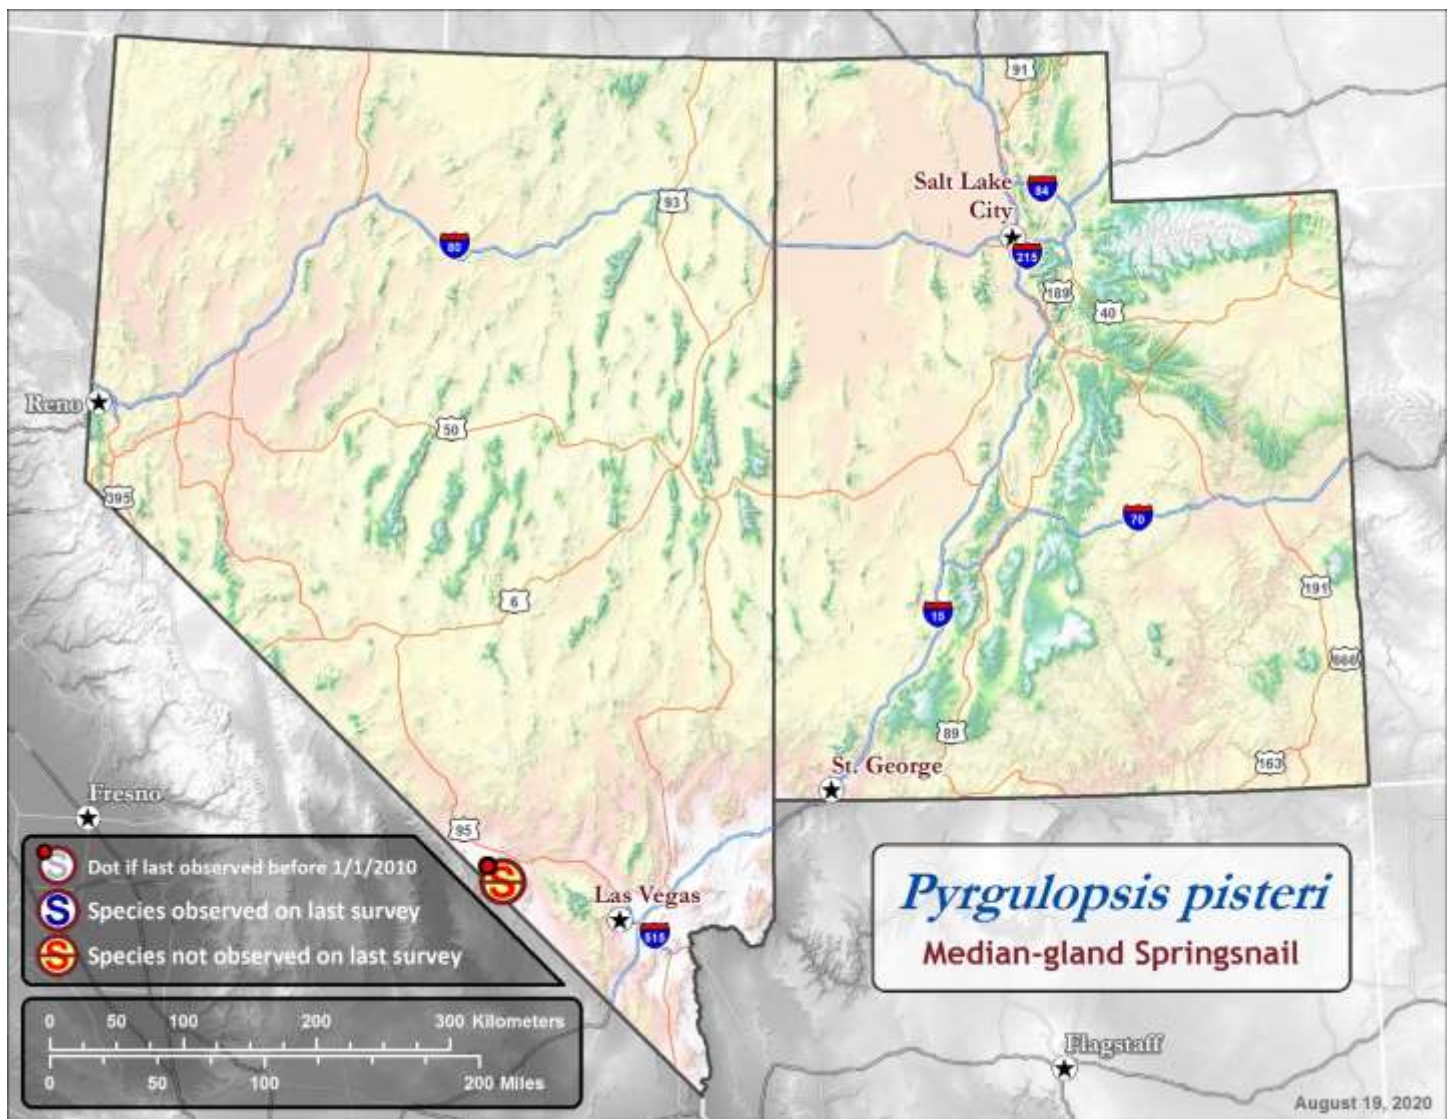 91
Salt Lake
City
84
93
80
215
189
40
Reno
50
395
70
6
191
15
666
89
163
St. George
Fresno
95
S
Dot if last observed before 1/1/2010
S
Species observed on last survey
S
Species not observed on last survey
S
Las Vegas
515
Pyrgulopsis pisteri
Median-gland Springsnail
0 50 100 200 300 Kilometers
0 50 100 200 Miles
Flagstaff
August 19, 2020